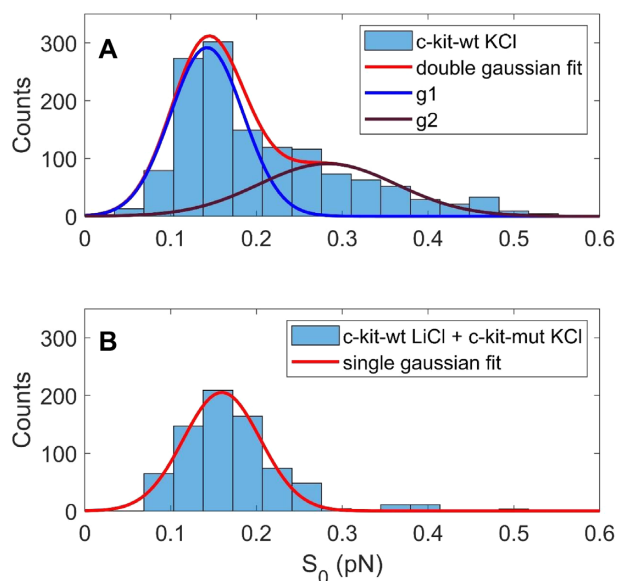 A
c-kit-wt KCl
double gaussian fit
g1
g2
Counts
300
200
100
0
0 0.1 0.2 0.3 0.4 0.5 0.6
B
c-kit-wt LiCl + c-kit-mut KCl
single gaussian fit
Counts
300
200
100
0
0 0.1 0.2 0.3 0.4 0.5 0.6
S₀ (pN)